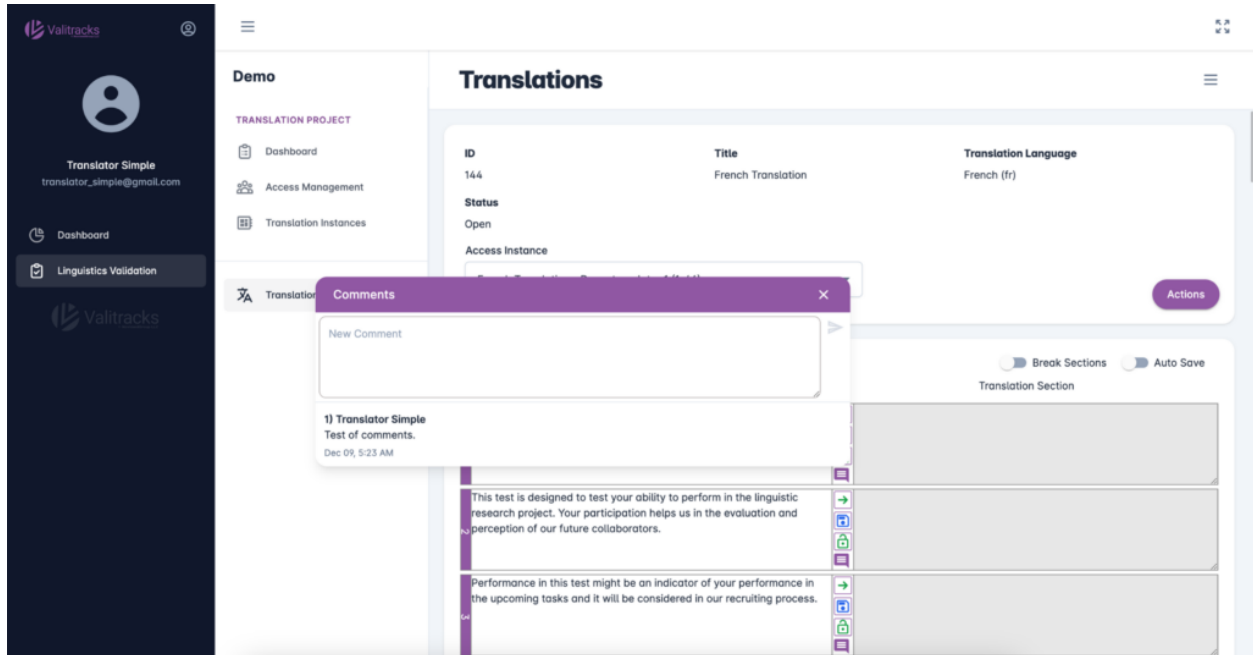 Valitracks
Translator Simple
translator_simple@gmail.com
Dashboard
Linguistics Validation
Valitracks
Demo
TRANSLATION PROJECT
Dashboard
Access Management
Translation Instances
Translation
Translations
ID
Title
Translation Language
144
French Translation
French (fr)
Status
Open
Access Instance
Actions
Comments
New Comment
1) Translator Simple
Test of comments.
Dec 09, 5:23 AM
Break Sections
Auto Save
Translation Section
2
This test is designed to test your ability to perform in the linguistic
research project. Your participation helps us in the evaluation and
perception of our future collaborators.
3
Performance in this test might be an indicator of your performance in
the upcoming tasks and it will be considered in our recruiting process.